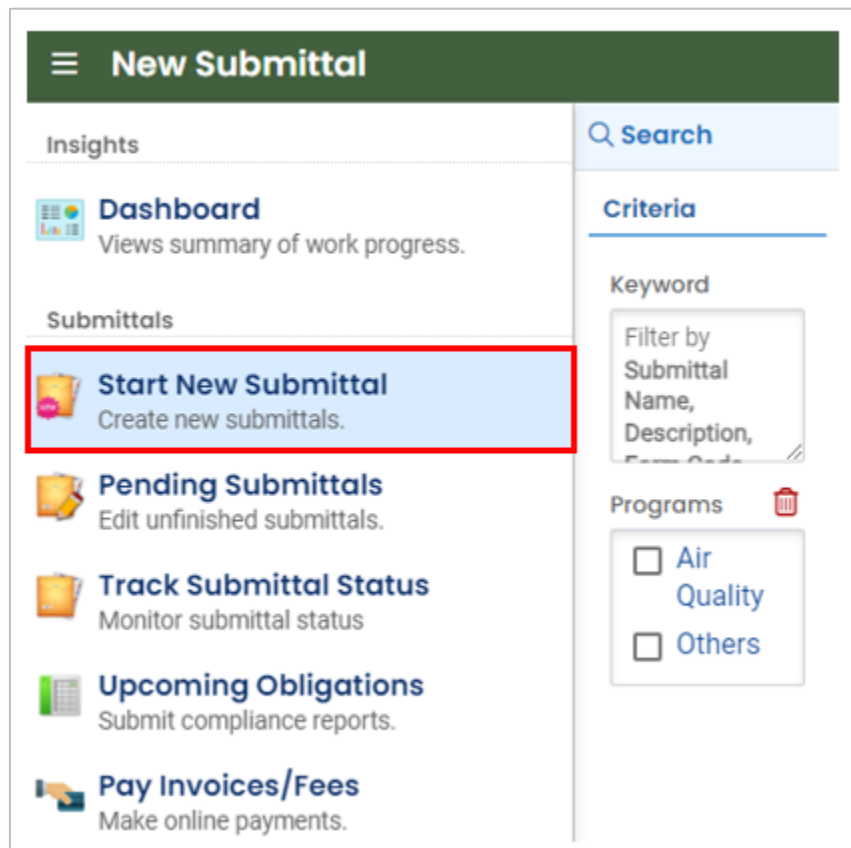 New Submittal
Insights
Dashboard
Views summary of work progress.
Submittals
Start New Submittal
Create new submittals.
Pending Submittals
Edit unfinished submittals.
Track Submittal Status
Monitor submittal status
Upcoming Obligations
Submit compliance reports.
Pay Invoices/Fees
Make online payments.
Search
Criteria
Keyword
Filter by
Submittal
Name,
Description,
Form Code
Programs
Air
Quality
Others